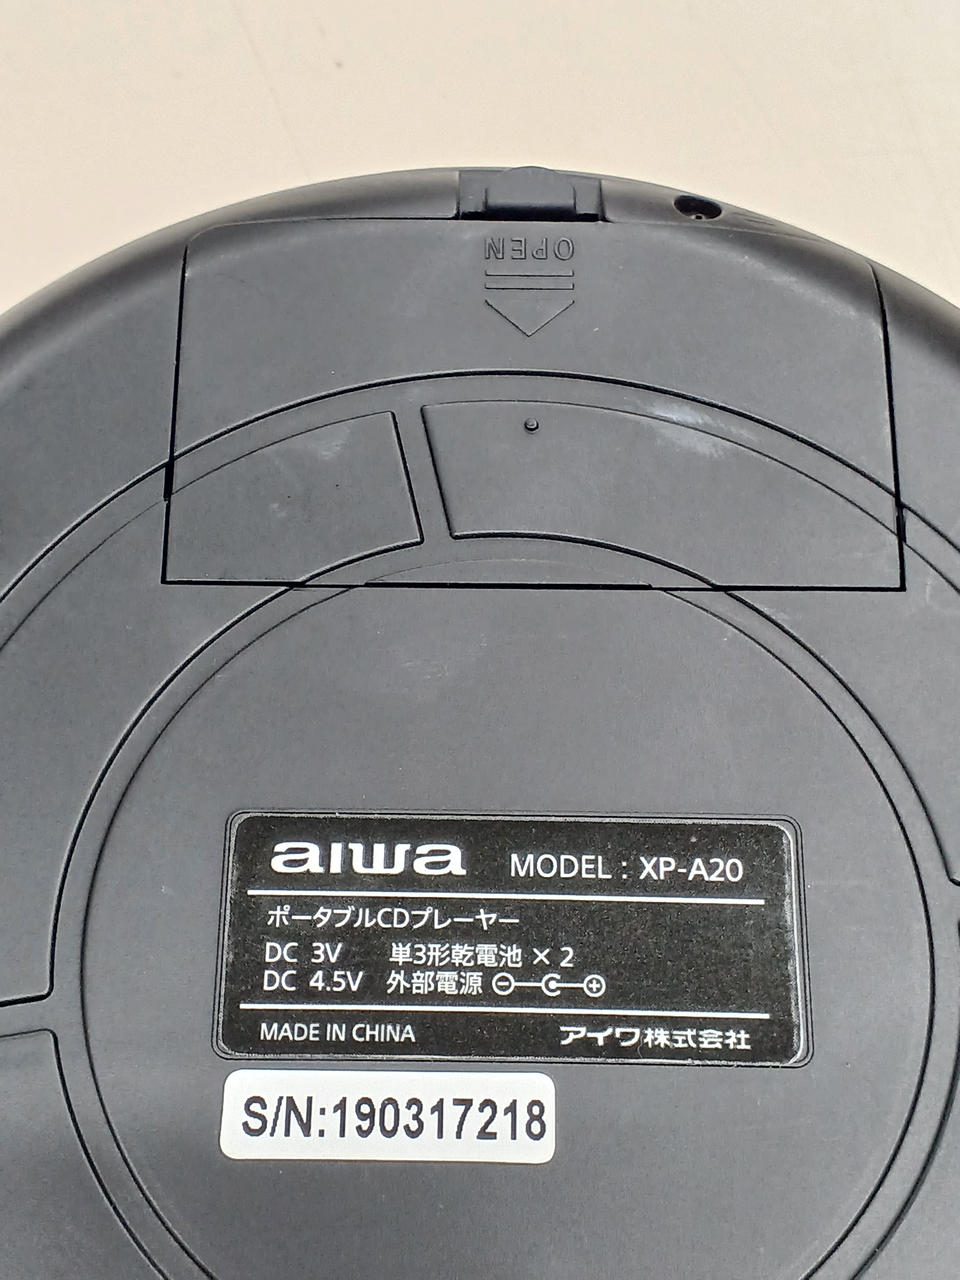 OPEN
aiwa MODEL : XP-A20
ポータブルCDプレーヤー
DC 3V 単3形乾電池 × 2
DC 4.5V 外部電源
MADE IN CHINA アイワ株式会社
S/N:190317218